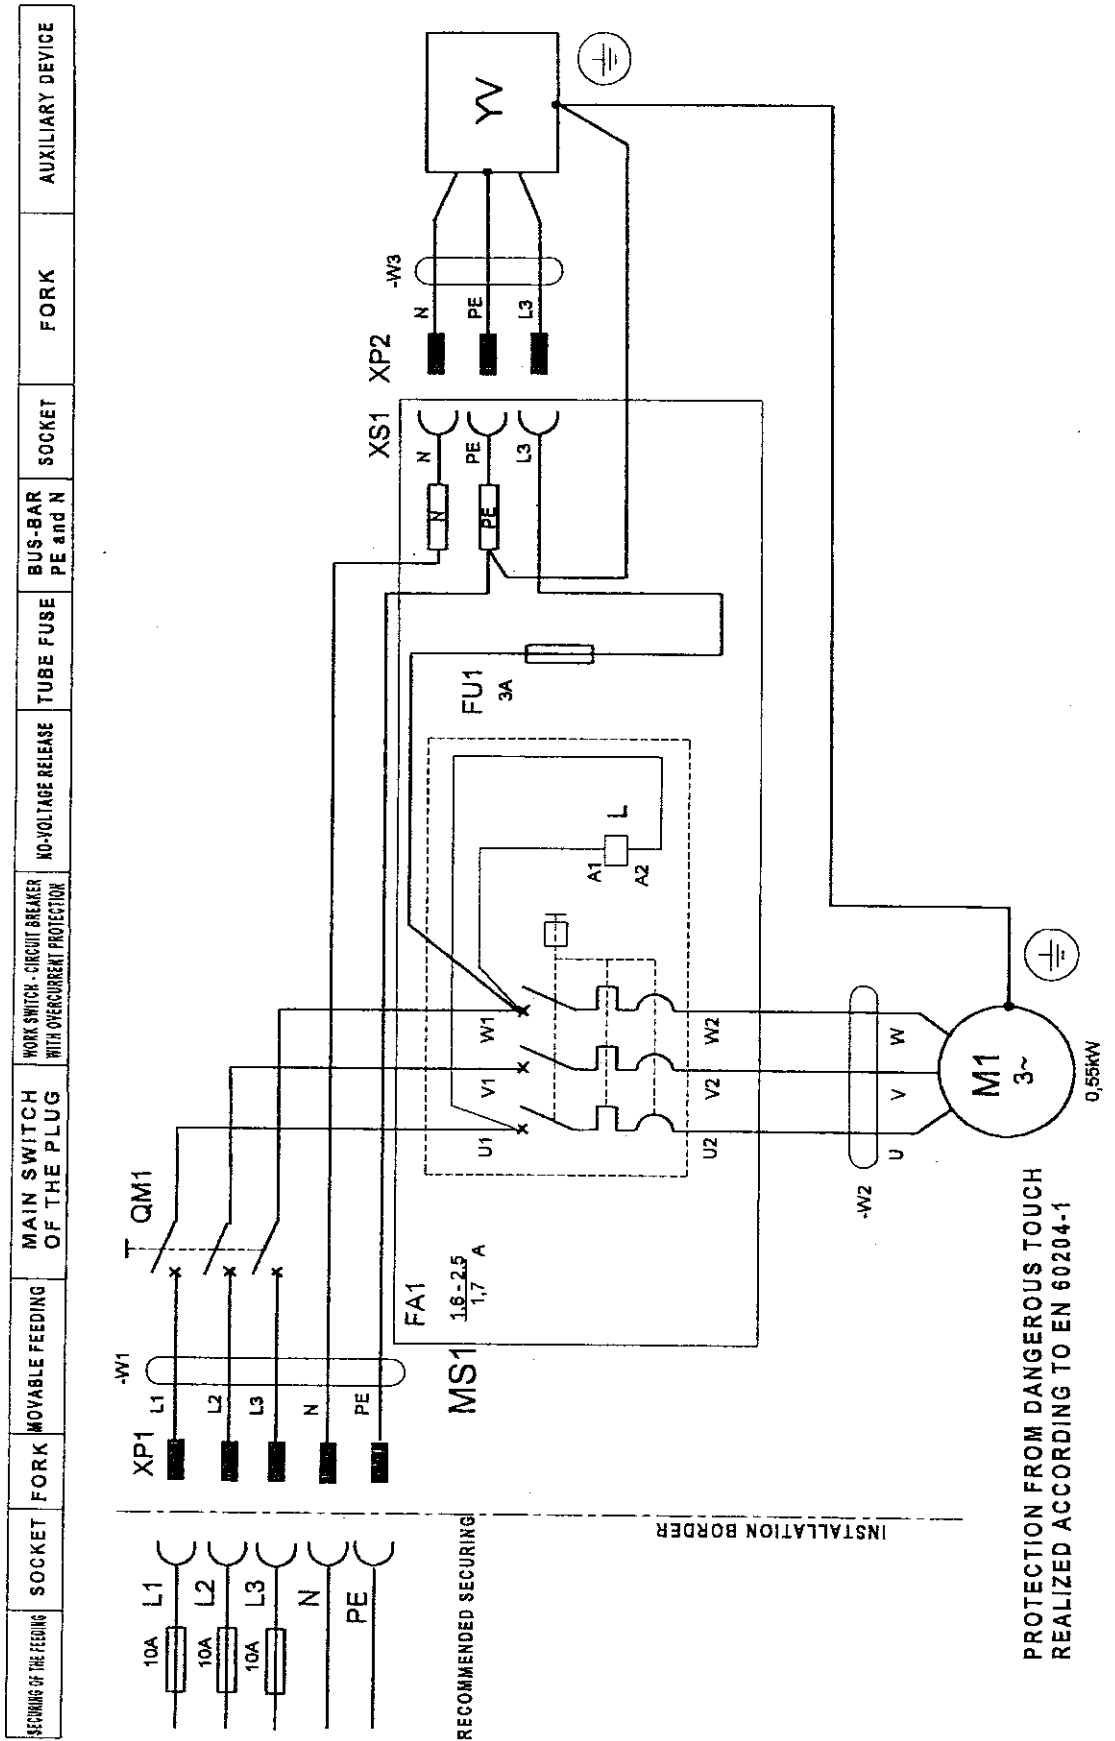 SECURING OF THE FEEDING
SOCKET
FORK
MOVABLE FEEDING
MAIN SWITCH
OF THE PLUG
WORK SWITCH - CIRCUIT BREAKER
WITH OVERCURRENT PROTECTION
NO-VOLTAGE RELEASE
TUBE FUSE
BUS-BAR
PE and N
SOCKET
FORK
AUXILIARY DEVICE
L1
10A
L2
10A
L3
10A
N
PE
RECOMMENDED SECURING
INSTALLATION BORDER
XP1
-W1
L1
L2
L3
N
PE
QM1
MS1
FA1
1,6 - 2,5
1,7
A
U1
V1
W1
U2
V2
W2
A1
A2
L
FU1
3A
N
PE
XS1
N
PE
L3
XP2
N
PE
L3
-W3
YV
-W2
U
V
W
M1
3~
0,55kW
PROTECTION FROM DANGEROUS TOUCH
REALIZED ACCORDING TO EN 60204-1